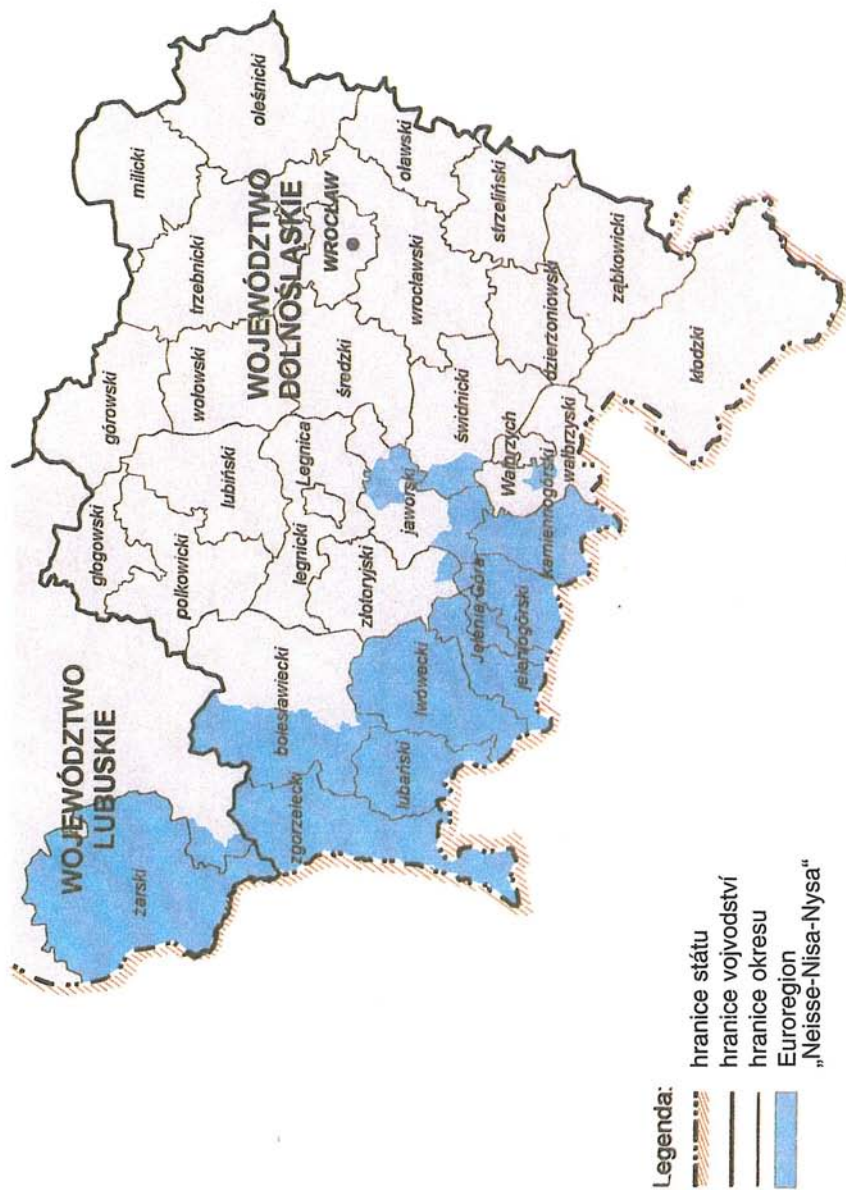 WOJEWÓDZTWO
LUBUSKIE
żarski
zgorzelecki
bolesławiecki
lubański
lwówecki
Jelenia Góra
jeleniogórski
kamiennogórski
głogowski
polkowicki
lubiński
legnicki
Legnica
złotoryjski
jaworski
górowski
wołowski
średzki
świdnicki
Wałbrzych
wałbrzyski
WOJEWÓDZTWO
DOLNOŚLĄSKIE
milicki
trzebnicki
oleśnicki
WROCŁAW
wrocławski
oławski
strzeliński
dzierżoniowski
ząbkowicki
kłodzki
Legenda:
hranice státu
hranice vojvodství
hranice okresu
Euroregion
„Neisse-Nisa-Nysa“